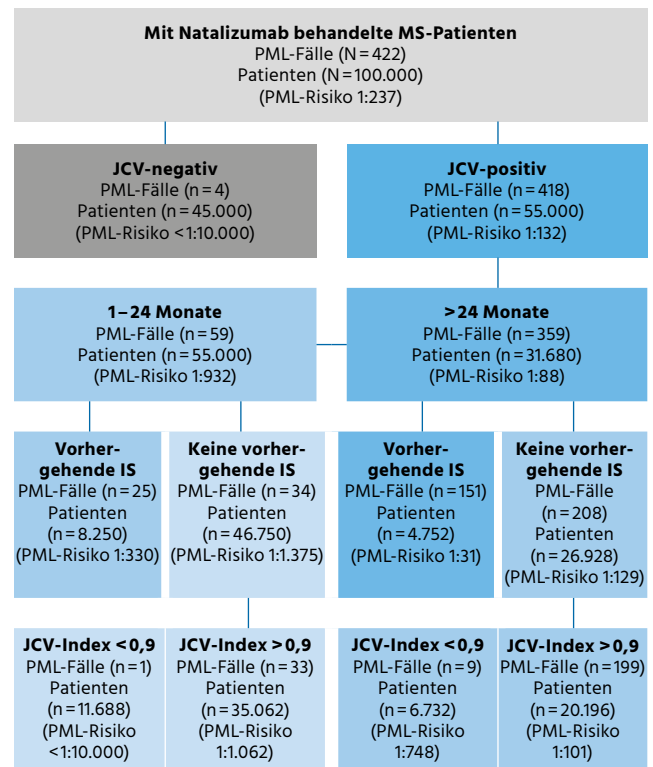 Mit Natalizumab behandelte MS-Patienten
PML-Fälle (N = 422)
Patienten (N = 100.000)
(PML-Risiko 1:237)
JCV-negativ
PML-Fälle (n = 4)
Patienten (n = 45.000)
(PML-Risiko <1:10.000)
JCV-positiv
PML-Fälle (n = 418)
Patienten (n = 55.000)
(PML-Risiko 1:132)
1–24 Monate
PML-Fälle (n = 59)
Patienten (n = 55.000)
(PML-Risiko 1:932)
>24 Monate
PML-Fälle (n = 359)
Patienten (n = 31.680)
(PML-Risiko 1:88)
Vorher-
gehende IS
PML-Fälle (n = 25)
Patienten
(n = 8.250)
(PML-Risiko 1:330)
Keine vorher-
gehende IS
PML-Fälle (n = 34)
Patienten
(n = 46.750)
(PML-Risiko 1:1.375)
Vorher-
gehende IS
PML-Fälle (n = 151)
Patienten
(n = 4.752)
(PML-Risiko 1:31)
Keine vorher-
gehende IS
PML-Fälle
(n = 208)
Patienten
(n = 26.928)
(PML-Risiko 1:129)
JCV-Index <0,9
PML-Fälle (n = 1)
Patienten
(n = 11.688)
(PML-Risiko
<1:10.000)
JCV-Index >0,9
PML-Fälle (n = 33)
Patienten
(n = 35.062)
(PML-Risiko
1:1.062)
JCV-Index <0,9
PML-Fälle (n = 9)
Patienten
(n = 6.732)
(PML-Risiko
1:748)
JCV-Index >0,9
PML-Fälle (n = 199)
Patienten
(n = 20.196)
(PML-Risiko
1:101)